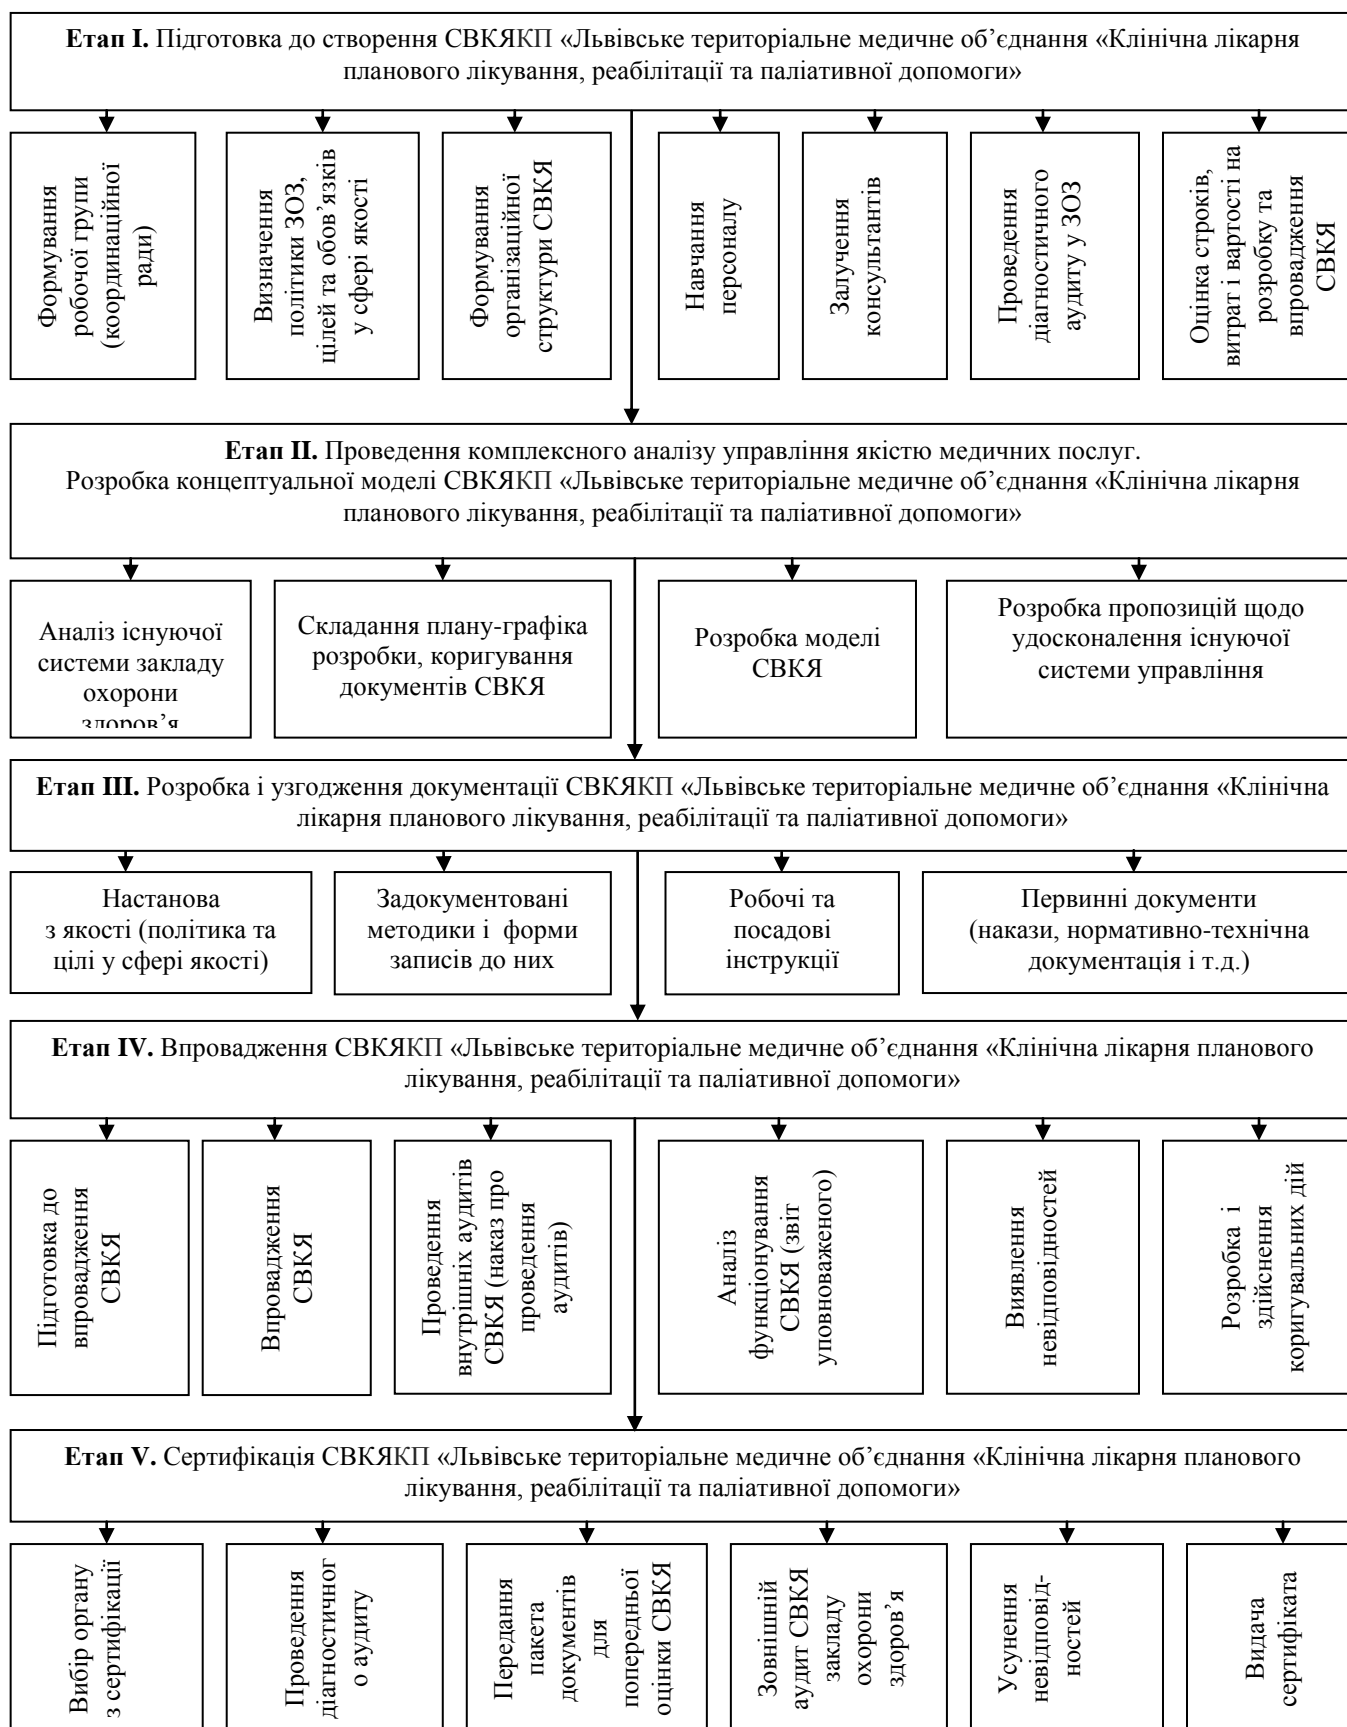 Етап I. Підготовка до створення СВКЯКП «Львівське територіальне медичне об’єднання «Клінічна лікарня
планового лікування, реабілітації та паліативної допомоги»
Формування
робочої групи
(координаційної
ради)
Визначення
політики ЗОЗ,
цілей та обов’язків
у сфері якості
Формування
організаційної
структури СВКЯ
Навчання
персоналу
Залучення
консультантів
Проведення
діагностичного
аудиту у ЗОЗ
Оцінка строків,
витрат і вартості на
розробку та
впровадження
СВКЯ
Етап II. Проведення комплексного аналізу управління якістю медичних послуг.
Розробка концептуальної моделі СВКЯКП «Львівське територіальне медичне об’єднання «Клінічна лікарня
планового лікування, реабілітації та паліативної допомоги»
Аналіз існуючої
системи закладу
охорони
здоров’я
Складання плану-графіка
розробки, коригування
документів СВКЯ
Розробка моделі
СВКЯ
Розробка пропозицій щодо
удосконалення існуючої
системи управління
Етап III. Розробка і узгодження документації СВКЯКП «Львівське територіальне медичне об’єднання «Клінічна
лікарня планового лікування, реабілітації та паліативної допомоги»
Настанова
з якості (політика та
цілі у сфері якості)
Задокументовані
методики і форми
записів до них
Робочі та
посадові
інструкції
Первинні документи
(накази, нормативно-технічна
документація і т.д.)
Етап IV. Впровадження СВКЯКП «Львівське територіальне медичне об’єднання «Клінічна лікарня планового
лікування, реабілітації та паліативної допомоги»
Підготовка до
впровадження
СВКЯ
Впровадження
СВКЯ
Проведення
внутрішніх аудитів
СВКЯ (наказ про
проведення
аудитів)
Аналіз
функціонування
СВКЯ (звіт
уповноваженого)
Виявлення
невідповідностей
Розробка і
здійснення
коригувальних дій
Етап V. Сертифікація СВКЯКП «Львівське територіальне медичне об’єднання «Клінічна лікарня планового
лікування, реабілітації та паліативної допомоги»
Вибір органу
з сертифікації
Проведення
діагностичног
о аудиту
Передання
пакета
документів
для
попередньої
оцінки СВКЯ
Зовнішній
аудит СВКЯ
закладу
охорони
здоров’я
Усунення
невідповід-
ностей
Видача
сертифіката